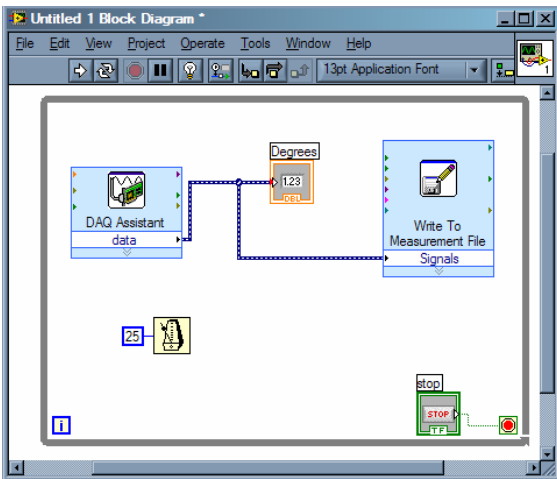 Untitled 1 Block Diagram *
File Edit View Project Operate Tools Window Help
13pt Application Font
1
Degrees
1.23
DBL
DAQ Assistant
data
Write To
Measurement File
Signals
25
stop
STOP
TF
i